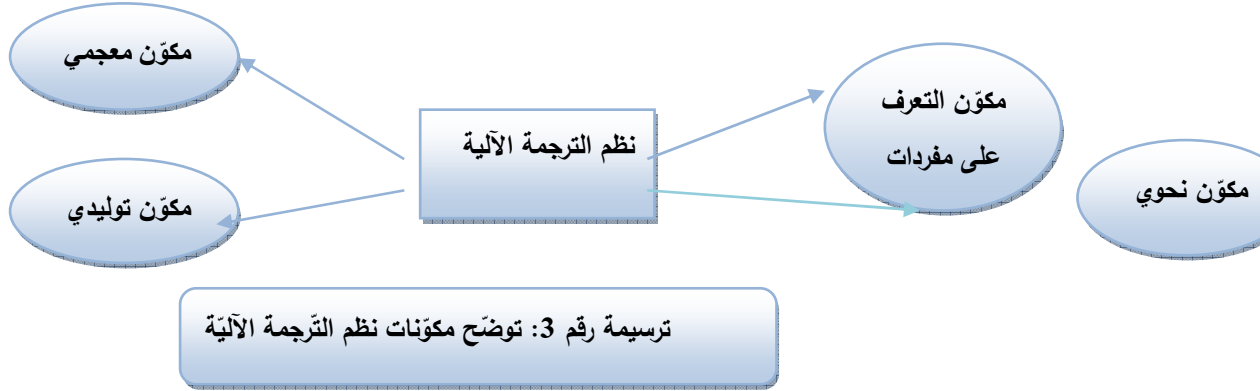 مكوّن معجمي
مكوّن التعرف
على مفردات
نظم الترجمة الآلية
مكوّن نحوي
مكوّن توليدي
ترسيمة رقم 3: توضّح مكوّنات نظم التّرجمة الآليّة